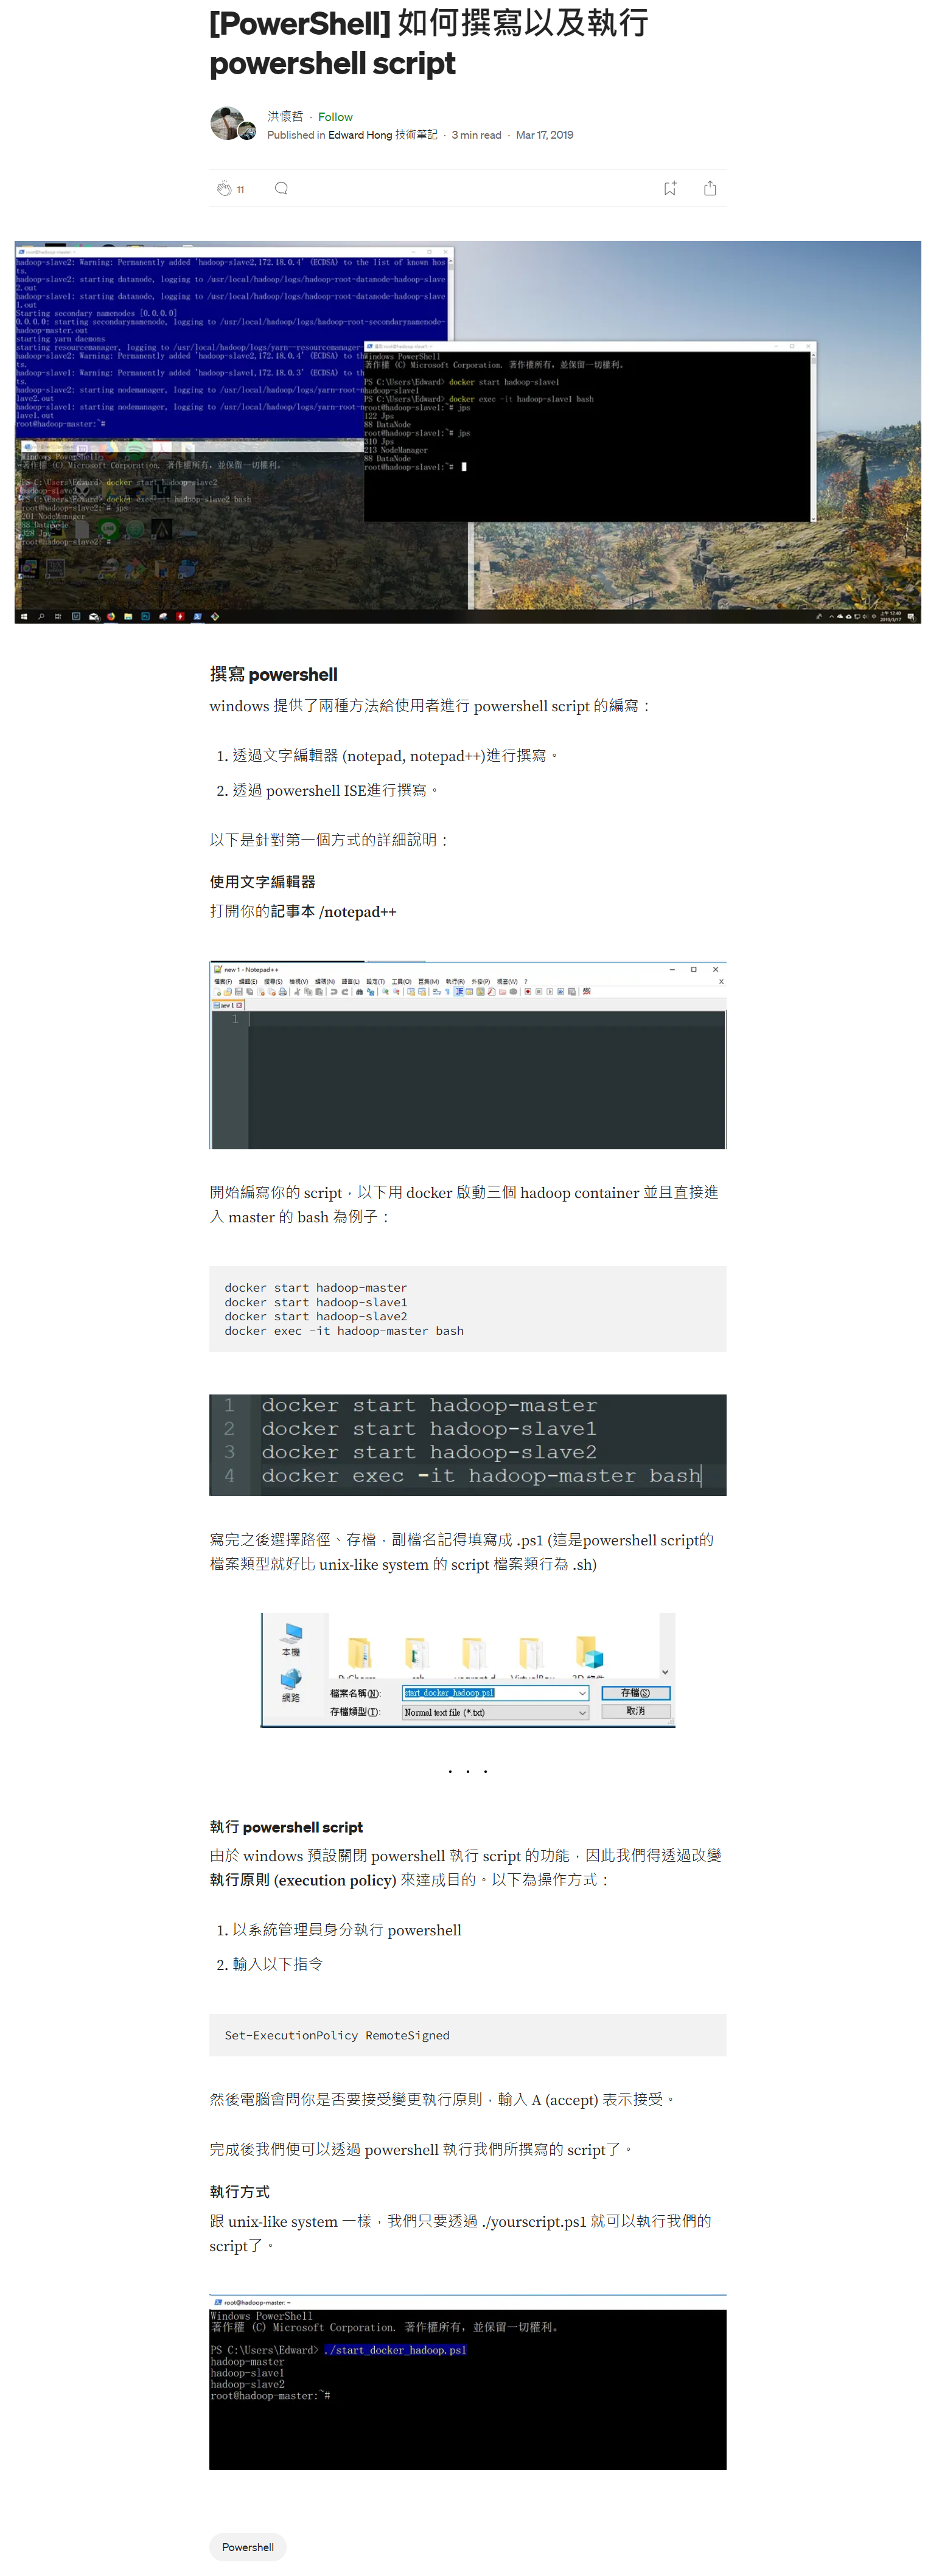 [PowerShell] 如何撰寫以及執行
powershell script
洪懷哲 · Follow
Published in Edward Hong 技術筆記 · 3 min read · Mar 17, 2019
11
root@hadoop-master: ~
hadoop-slave2: Warning: Permanently added 'hadoop-slave2,172.18.0.4' (ECDSA) to the list of known hos
ts.
hadoop-slave2: starting datanode, logging to /usr/local/hadoop/logs/hadoop-root-datanode-hadoop-slave
2.out
hadoop-slave1: starting datanode, logging to /usr/local/hadoop/logs/hadoop-root-datanode-hadoop-slave
1.out
Starting secondary namenodes [0.0.0.0]
0.0.0.0: starting secondarynamenode, logging to /usr/local/hadoop/logs/hadoop-root-secondarynamenode-
hadoop-master.out
starting yarn daemons
starting resourcemanager, logging to /usr/local/hadoop/logs/yarn--resourcemanager-
hadoop-slave2: Warning: Permanently added 'hadoop-slave2,172.18.0.4' (ECDSA) to th
ts.
hadoop-slave1: Warning: Permanently added 'hadoop-slave1,172.18.0.3' (ECDSA) to th
ts.
hadoop-slave2: starting nodemanager, logging to /usr/local/hadoop/logs/yarn-root-n
lave2.out
hadoop-slave1: starting nodemanager, logging to /usr/local/hadoop/logs/yarn-root-n
lave1.out
root@hadoop-master:~#
Windows PowerShell
著作權 (C) Microsoft Corporation. 著作權所有，並保留一切權利。
PS C:\Users\Edward> docker start hadoop-slave1
hadoop-slave1
PS C:\Users\Edward> docker exec -it hadoop-slave1 bash
root@hadoop-slave1:~# jps
122 Jps
88 DataNode
root@hadoop-slave1:~# jps
310 Jps
213 NodeManager
88 DataNode
root@hadoop-slave1:~#
Windows PowerShell
著作權 (C) Microsoft Corporation. 著作權所有，並保留一切權利。
PS C:\Users\Edward> docker start hadoop-slave2
hadoop-slave2
PS C:\Users\Edward> docker exec -it hadoop-slave2 bash
root@hadoop-slave2:~# jps
201 NodeManager
88 DataNode
328 Jps
root@hadoop-slave2:~#
上午 12:40
2019/3/17
撰寫 powershell
windows 提供了兩種方法給使用者進行 powershell script 的編寫：
1. 透過文字編輯器 (notepad, notepad++)進行撰寫。
2. 透過 powershell ISE進行撰寫。
以下是針對第一個方式的詳細說明：
使用文字編輯器
打開你的記事本 /notepad++
new 1 - Notepad++
檔案(F) 編輯(E) 搜尋(S) 檢視(V) 編碼(N) 語言(L) 設定(T) 工具(O) 巨集(M) 執行(R) 外掛(P) 視窗(W) ? X
new 1
1
開始編寫你的 script，以下用 docker 啟動三個 hadoop container 並且直接進
入 master 的 bash 為例子：
docker start hadoop-master
docker start hadoop-slave1
docker start hadoop-slave2
docker exec -it hadoop-master bash
1 docker start hadoop-master
2 docker start hadoop-slave1
3 docker start hadoop-slave2
4 docker exec -it hadoop-master bash
寫完之後選擇路徑、存檔，副檔名記得填寫成 .ps1 (這是powershell script的
檔案類型就好比 unix-like system 的 script 檔案類行為 .sh)
本機
網路
檔案名稱(N): start_docker_hadoop.ps1 存檔(S)
存檔類型(T): Normal text file (*.txt) 取消
執行 powershell script
由於 windows 預設關閉 powershell 執行 script 的功能，因此我們得透過改變
執行原則 (execution policy) 來達成目的。以下為操作方式：
1. 以系統管理員身分執行 powershell
2. 輸入以下指令
Set-ExecutionPolicy RemoteSigned
然後電腦會問你是否要接受變更執行原則，輸入 A (accept) 表示接受。
完成後我們便可以透過 powershell 執行我們所撰寫的 script了。
執行方式
跟 unix-like system 一樣，我們只要透過 ./yourscript.ps1 就可以執行我們的
script了。
root@hadoop-master: ~
Windows PowerShell
著作權 (C) Microsoft Corporation. 著作權所有，並保留一切權利。
PS C:\Users\Edward> ./start_docker_hadoop.ps1
hadoop-master
hadoop-slave1
hadoop-slave2
root@hadoop-master:~#
Powershell